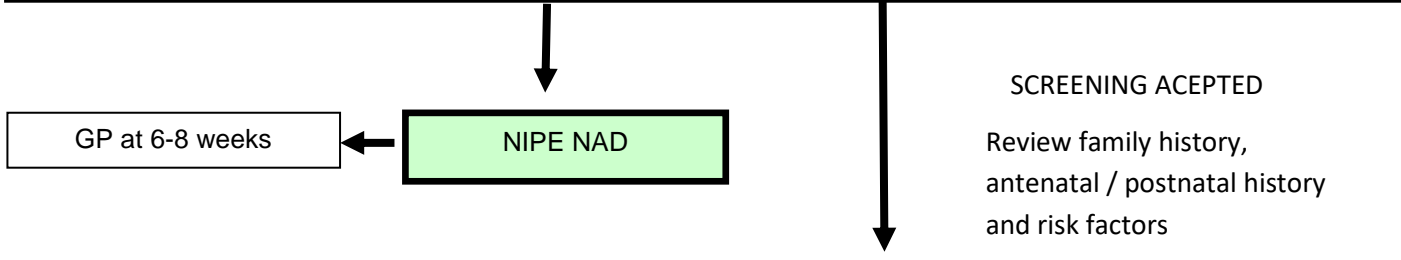 SCREENING ACEPTED
GP at 6-8 weeks
NIPE NAD
Review family history,
antenatal / postnatal history
and risk factors